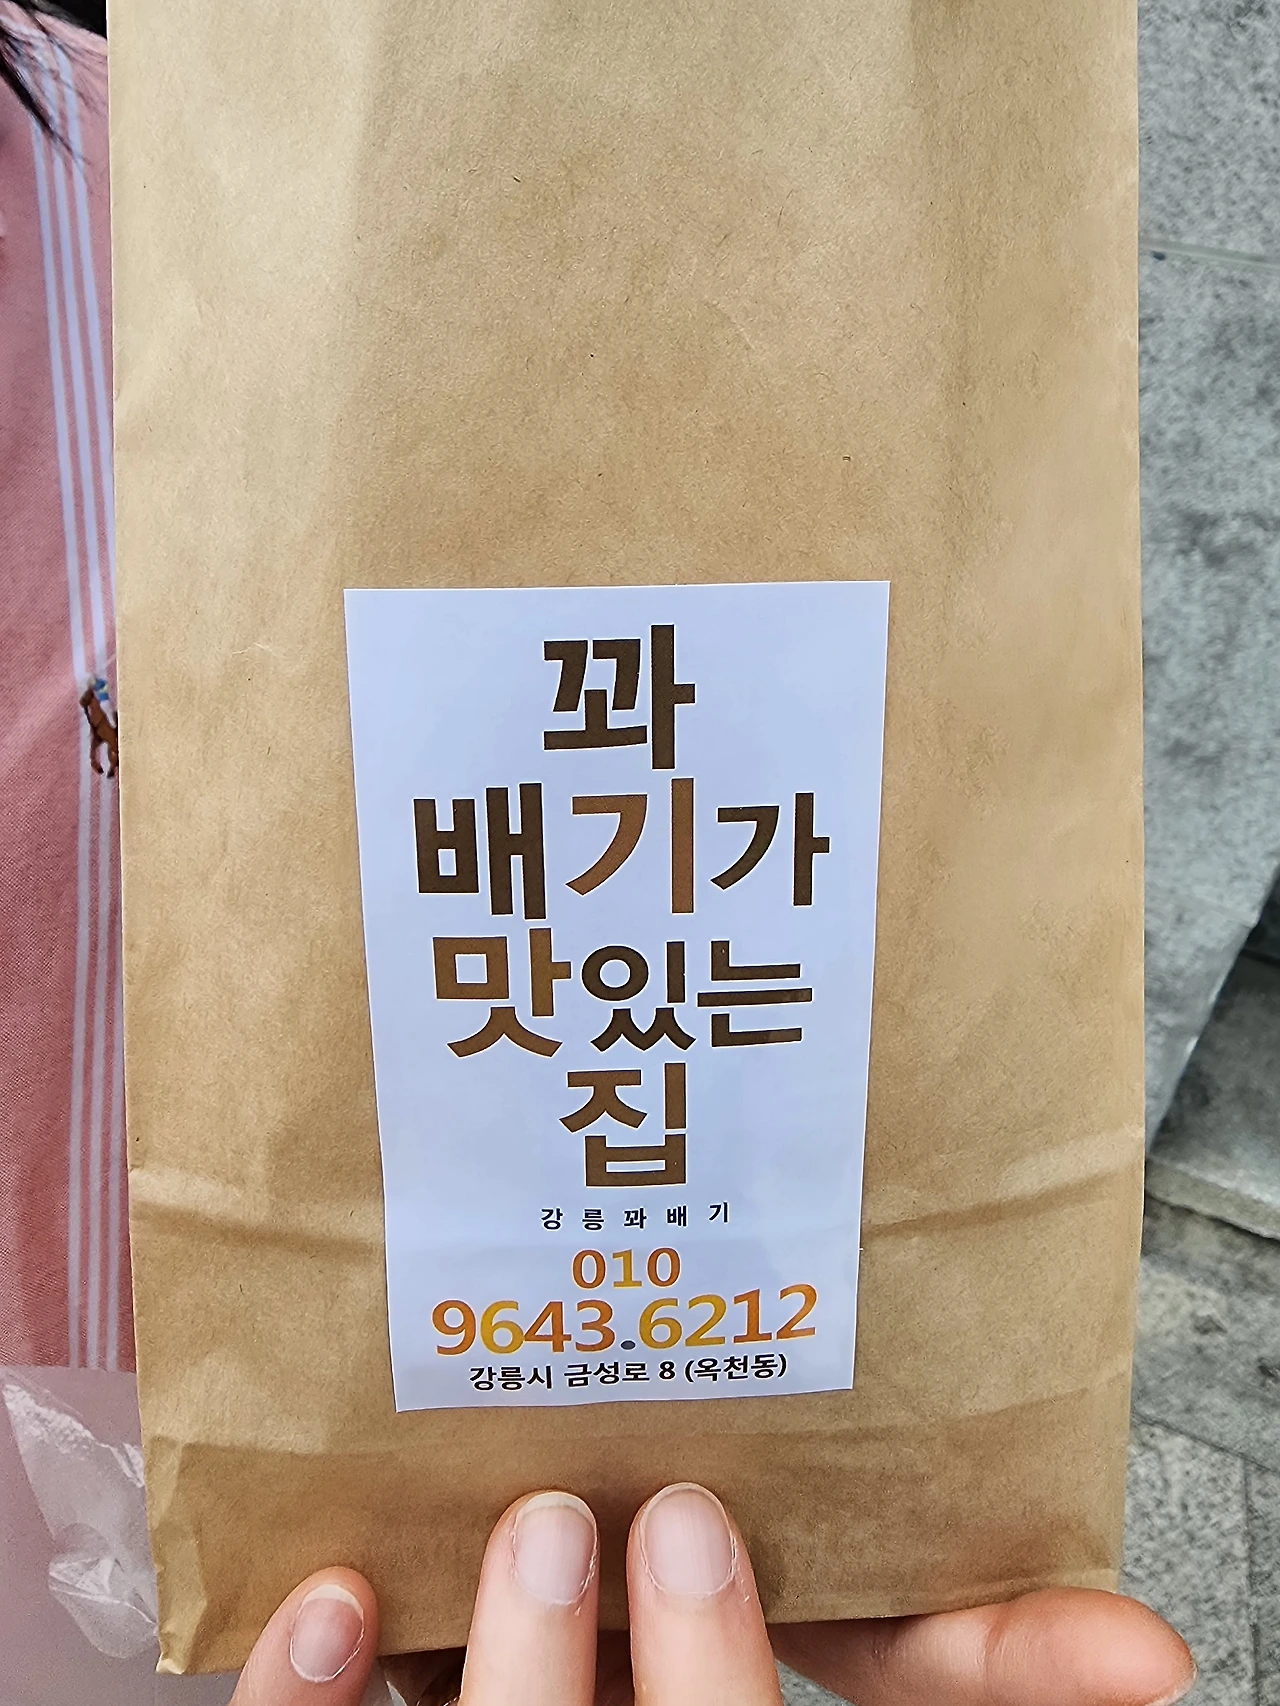 꽈
배기가
맛있는
집
강릉꽈배기
010
9643.6212
강릉시 금성로 8 (옥천동)